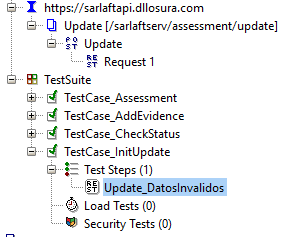 https://sarlaftapi.dllosura.com
Update [/sarlaftserv/assessment/update]
POST Update
REST Request 1
TestSuite
TestCase_Assessment
TestCase_AddEvidence
TestCase_CheckStatus
TestCase_InitUpdate
Test Steps (1)
REST Update_DatosInvalidos
Load Tests (0)
Security Tests (0)